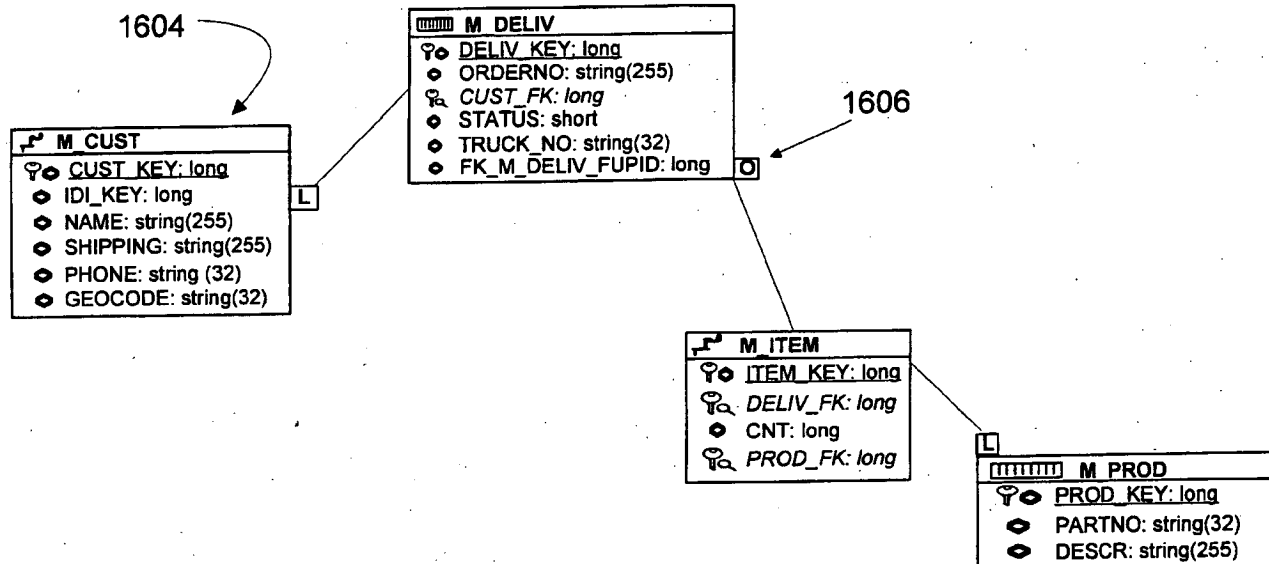 1604
M_DELIV
DELIV_KEY: long
ORDERNO: string(255)
CUST_FK: long
STATUS: short
TRUCK_NO: string(32)
FK_M_DELIV_FUPID: long
O
1606
M_CUST
CUST_KEY: long
IDI_KEY: long
NAME: string(255)
SHIPPING: string(255)
PHONE: string (32)
GEOCODE: string(32)
L
M_ITEM
ITEM_KEY: long
DELIV_FK: long
CNT: long
PROD_FK: long
L
M_PROD
PROD_KEY: long
PARTNO: string(32)
DESCR: string(255)